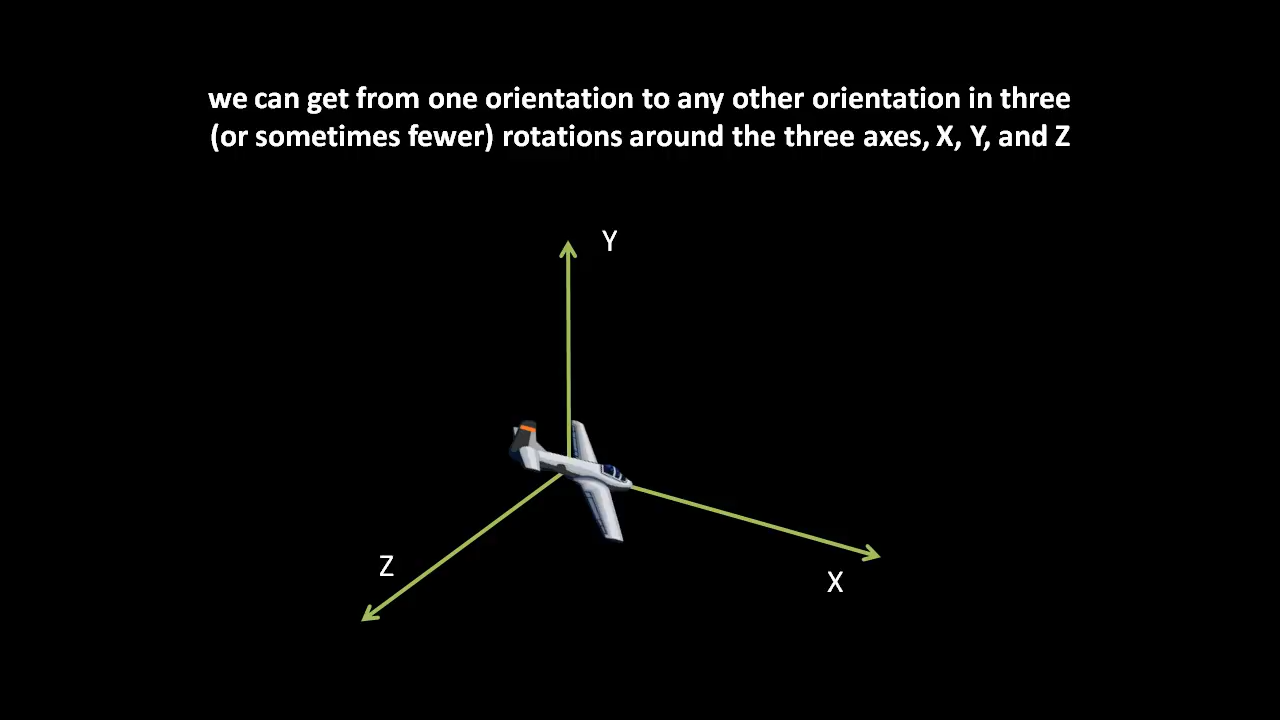 we can get from one orientation to any other orientation in three
(or sometimes fewer) rotations around the three axes, X, Y, and Z
Y
Z
X